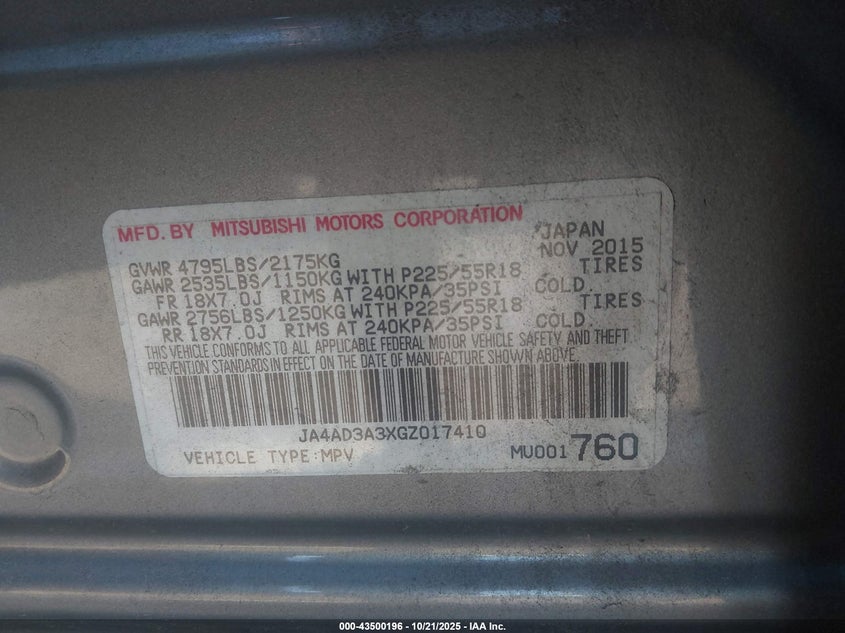 MFD. BY MITSUBISHI MOTORS CORPORATION /JAPAN
NOV 2015
GVWR 4795LBS/2175KG
GAWR 2535LBS/1150KG WITH P225/55R18 TIRES
FR 18X7.0J RIMS AT 240KPA/35PSI COLD.
GAWR 2756LBS/1250KG WITH P225/55R18 TIRES
RR 18X7.0J RIMS AT 240KPA/35PSI COLD.
THIS VEHICLE CONFORMS TO ALL APPLICABLE FEDERAL MOTOR VEHICLE SAFETY AND THEFT
PREVENTION STANDARDS IN EFFECT ON THE DATE OF MANUFACTURE SHOWN ABOVE.
JA4AD3A3XGZ017410
VEHICLE TYPE:MPV MU001760
000-43500196 - 10/21/2025 - IAA Inc.